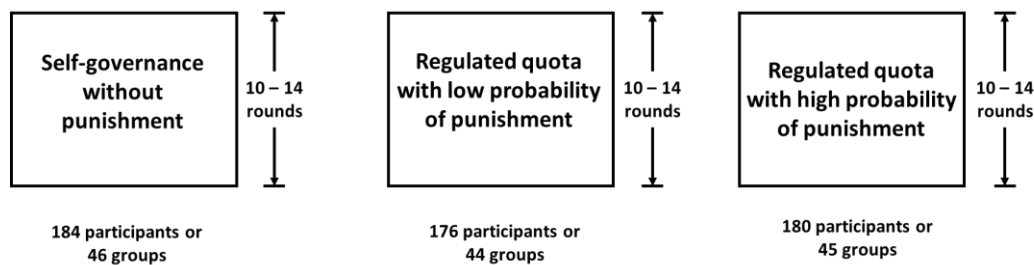 Self-governance
without
punishment
10 – 14
rounds
184 participants or
46 groups
Regulated quota
with low probability
of punishment
10 – 14
rounds
176 participants or
44 groups
Regulated quota
with high probability
of punishment
10 – 14
rounds
180 participants or
45 groups